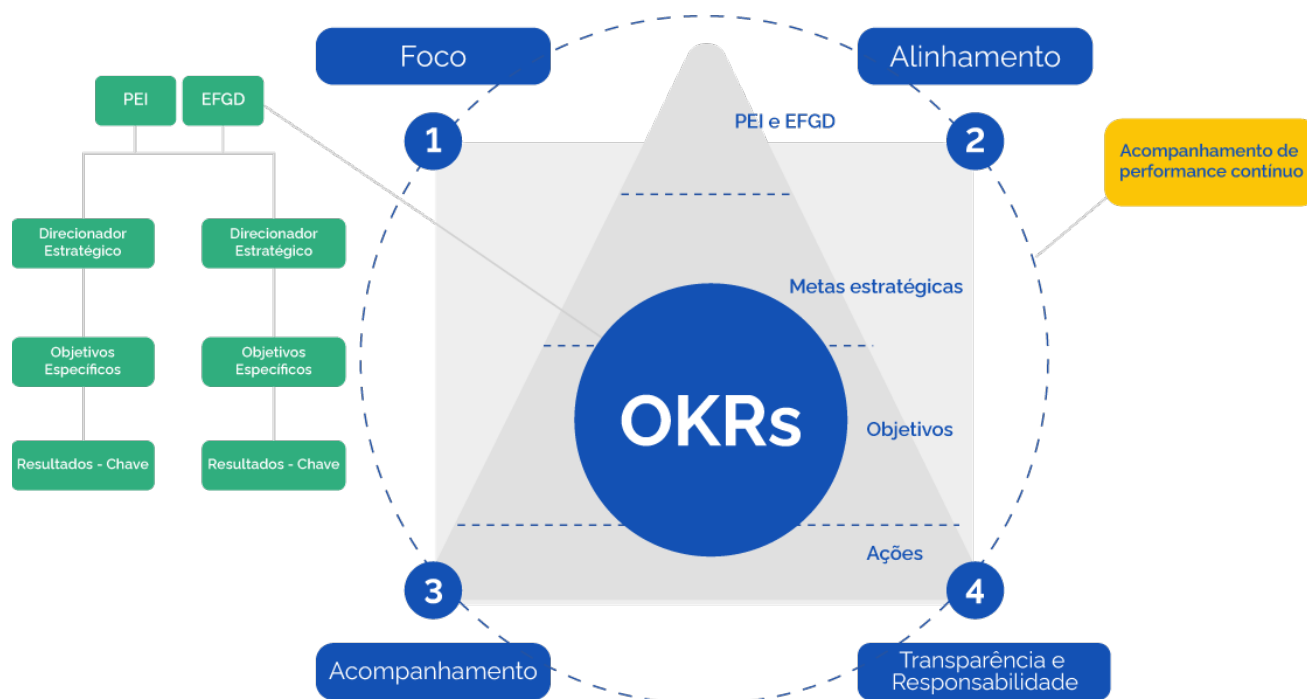 Foco
Alinhamento
PEI
EFGD
1
2
PEI e EFGD
Acompanhamento de
performance contínuo
Direcionador
Estratégico
Direcionador
Estratégico
Metas estratégicas
Objetivos
Específicos
Objetivos
Específicos
OKRs
Objetivos
Resultados - Chave
Resultados - Chave
Ações
3
4
Acompanhamento
Transparência e
Responsabilidade